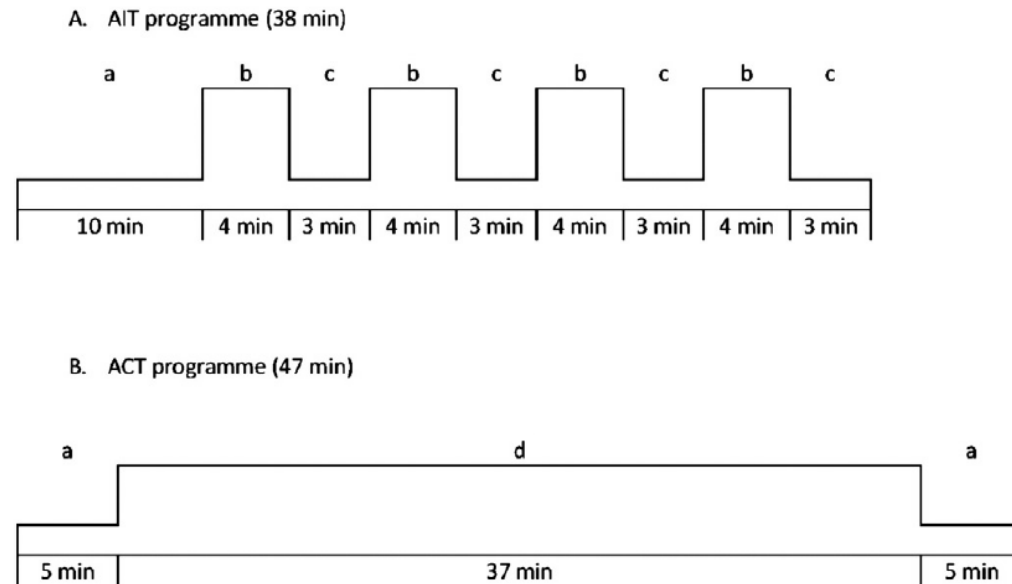 A. AIT programme (38 min)
a b c b c b c b c
10 min 4 min 3 min 4 min 3 min 4 min 3 min 4 min 3 min
B. ACT programme (47 min)
a d a
5 min 37 min 5 min